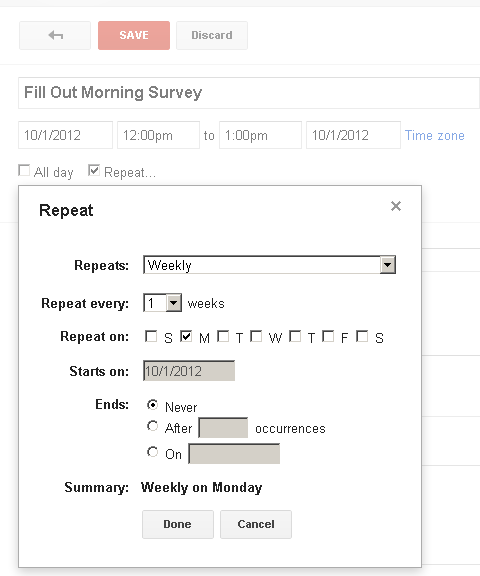 SAVE Discard
Fill Out Morning Survey
10/1/2012 12:00pm to 1:00pm 10/1/2012 Time zone
All day Repeat...
Repeat
Repeats: Weekly
Repeat every: 1 weeks
Repeat on: S M T W T F S
Starts on: 10/1/2012
Ends: Never
After occurrences
On
Summary: Weekly on Monday
Done Cancel